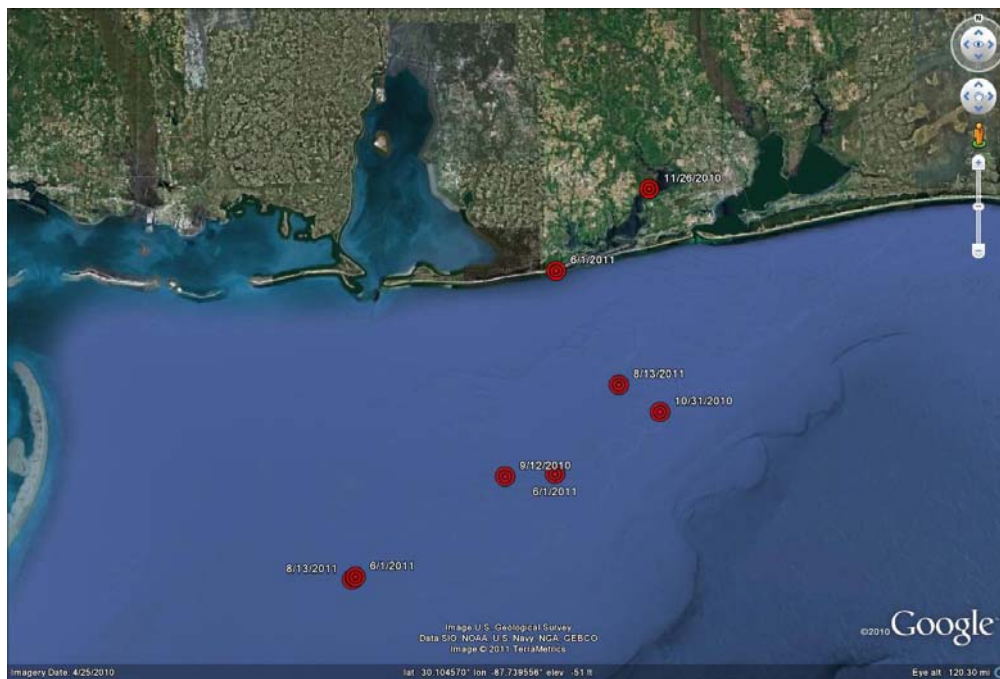 N
11/26/2010
6/1/2011
8/13/2011
10/31/2010
9/12/2010
6/1/2011
8/13/2011
6/1/2011
Image U.S. Geological Survey
Data SIO, NOAA, U.S. Navy, NGA, GEBCO
Image © 2011 TerraMetrics
©2010 Google
Imagery Date: 4/25/2010
lat 30.104570° lon -87.739556° elev -51 ft
Eye alt 120.30 mi